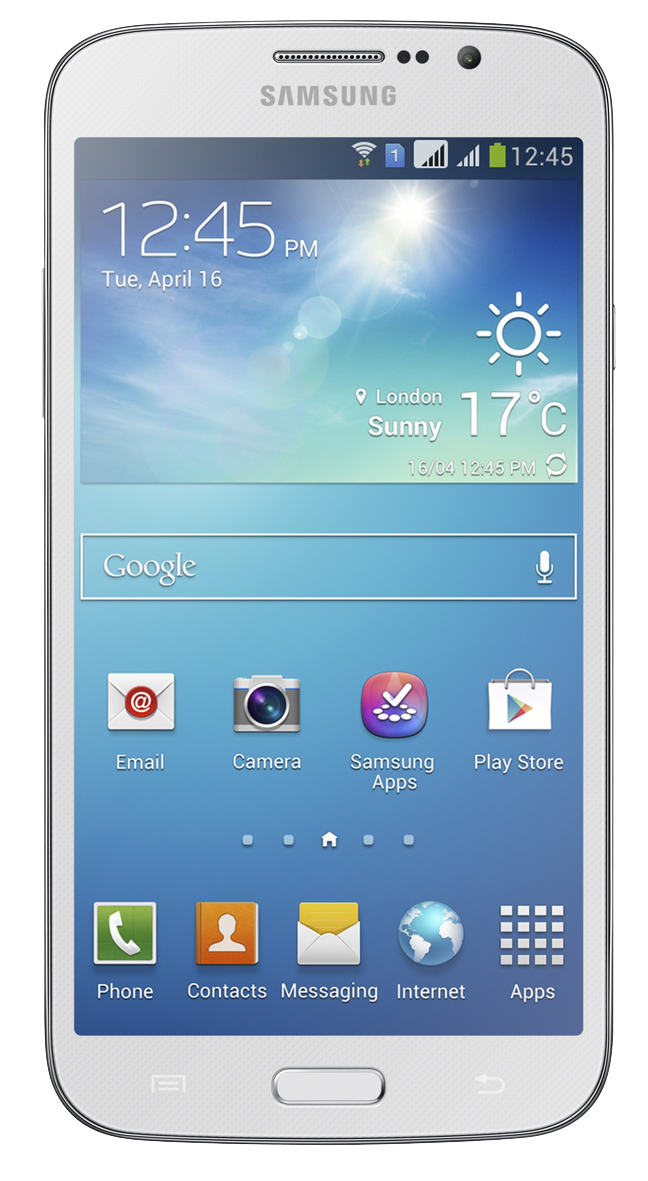 SAMSUNG
1 12:45
12:45 PM
Tue, April 16
London
Sunny 17°C
16/04 12:45 PM
Google
@
Email Camera Samsung Apps Play Store
Phone Contacts Messaging Internet Apps